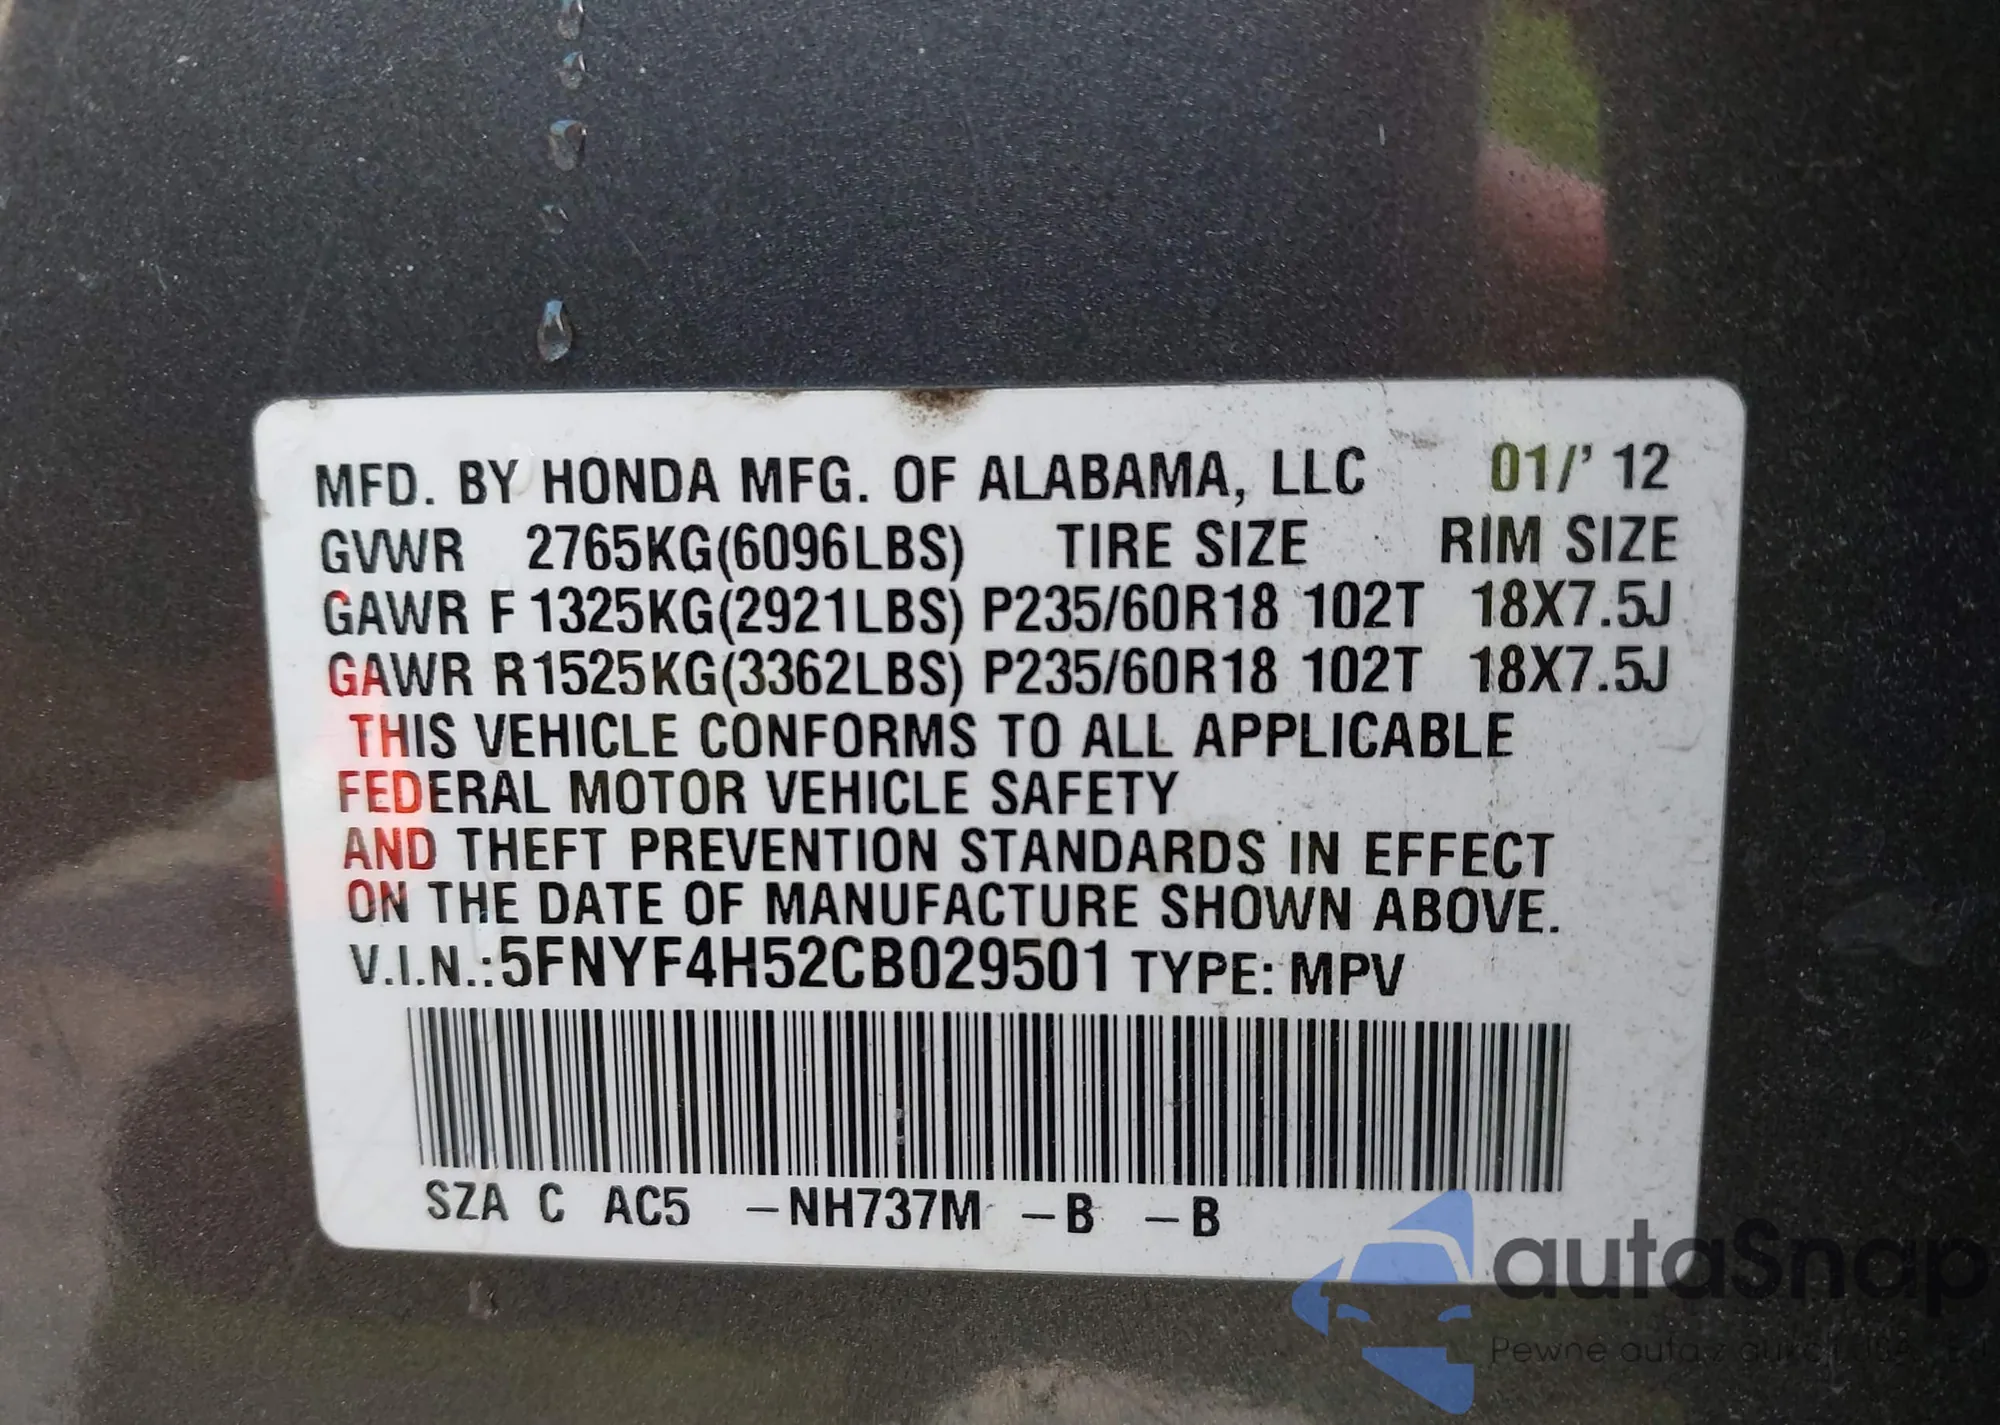 MFD. BY HONDA MFG. OF ALABAMA, LLC 01/' 12
GVWR 2765KG(6096LBS) TIRE SIZE RIM SIZE
GAWR F 1325KG(2921LBS) P235/60R18 102T 18X7.5J
GAWR R1525KG(3362LBS) P235/60R18 102T 18X7.5J
THIS VEHICLE CONFORMS TO ALL APPLICABLE
FEDERAL MOTOR VEHICLE SAFETY
AND THEFT PREVENTION STANDARDS IN EFFECT
ON THE DATE OF MANUFACTURE SHOWN ABOVE.
V.I.N.:5FNYF4H52CB029501 TYPE: MPV
SZA C AC5 –NH737M –B –B
autaSnap
Pewne auta z aukcji